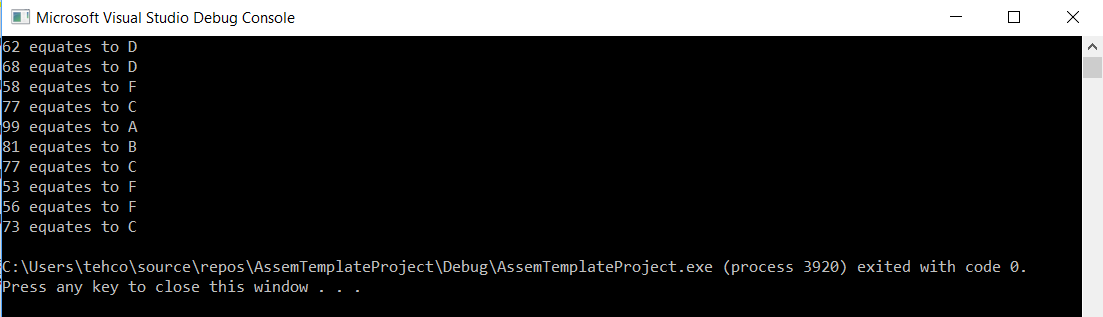 Microsoft Visual Studio Debug Console
62 equates to D
68 equates to D
58 equates to F
77 equates to C
99 equates to A
81 equates to B
77 equates to C
53 equates to F
56 equates to F
73 equates to C
C:\Users\tehco\source\repos\AssemTemplateProject\Debug\AssemTemplateProject.exe (process 3920) exited with code 0.
Press any key to close this window . . .